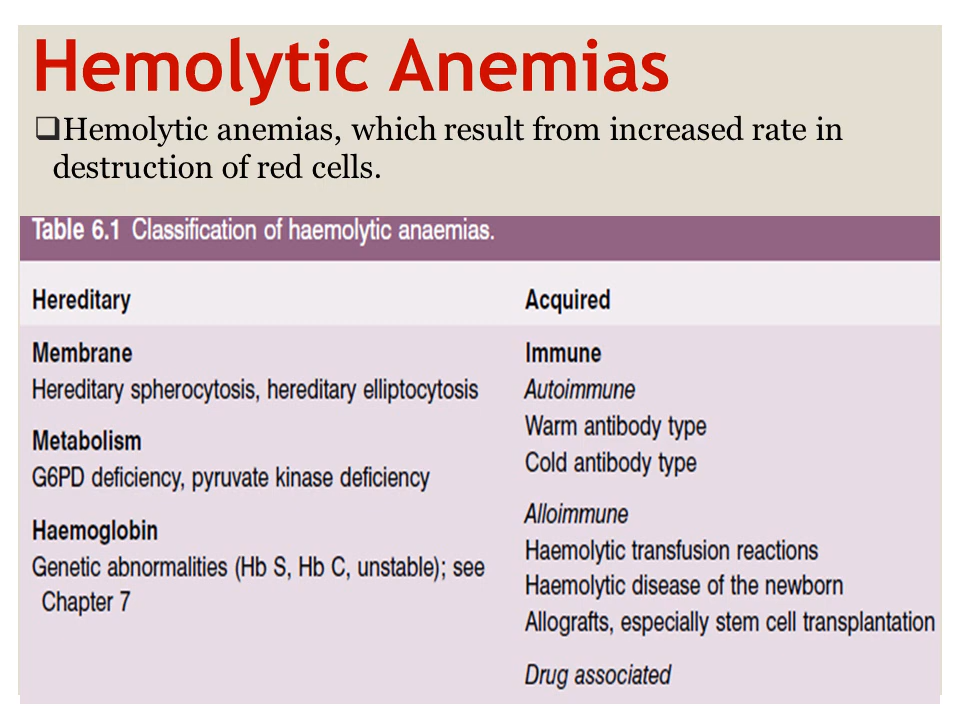 Hemolytic Anemias
❑Hemolytic anemias, which result from increased rate in
destruction of red cells.
Table 6.1 Classification of haemolytic anaemias.
Hereditary
Membrane
Hereditary spherocytosis, hereditary elliptocytosis
Metabolism
G6PD deficiency, pyruvate kinase deficiency
Haemoglobin
Genetic abnormalities (Hb S, Hb C, unstable); see
Chapter 7
Acquired
Immune
Autoimmune
Warm antibody type
Cold antibody type
Alloimmune
Haemolytic transfusion reactions
Haemolytic disease of the newborn
Allografts, especially stem cell transplantation
Drug associated